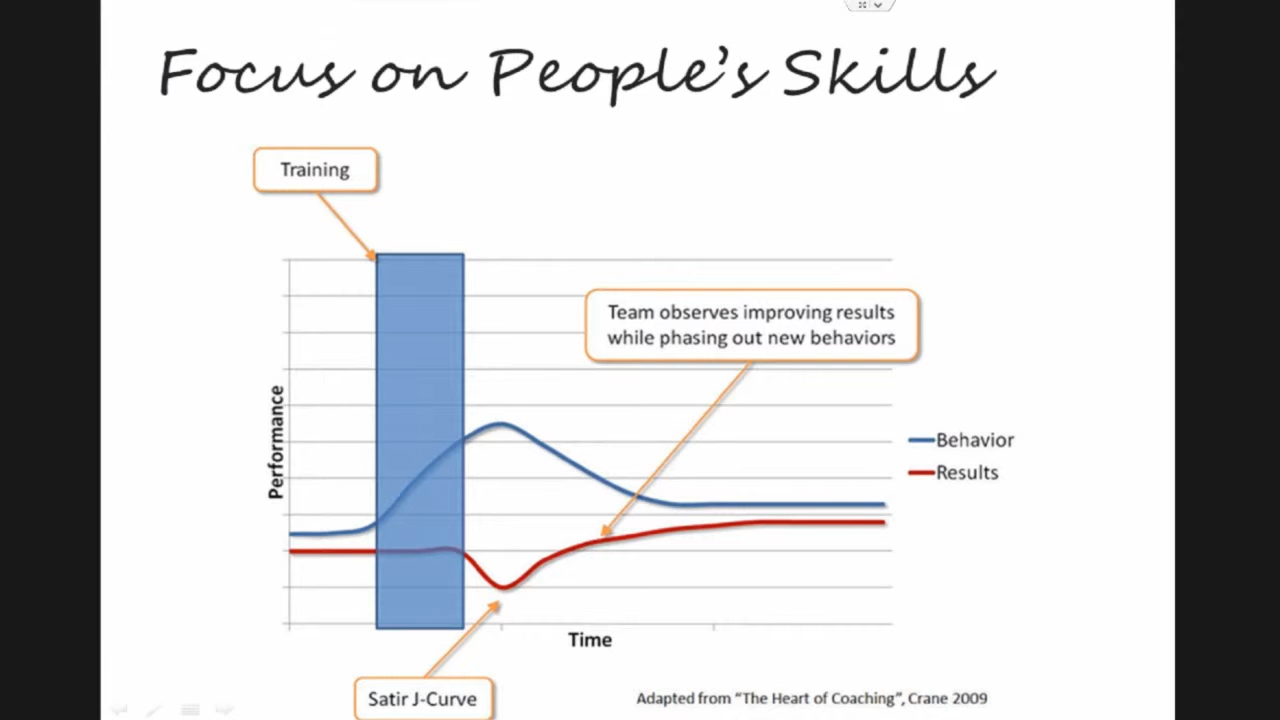 Focus on People's Skills
Training
Team observes improving results
while phasing out new behaviors
Performance
Behavior
Results
Time
Satir J-Curve
Adapted from “The Heart of Coaching”, Crane 2009